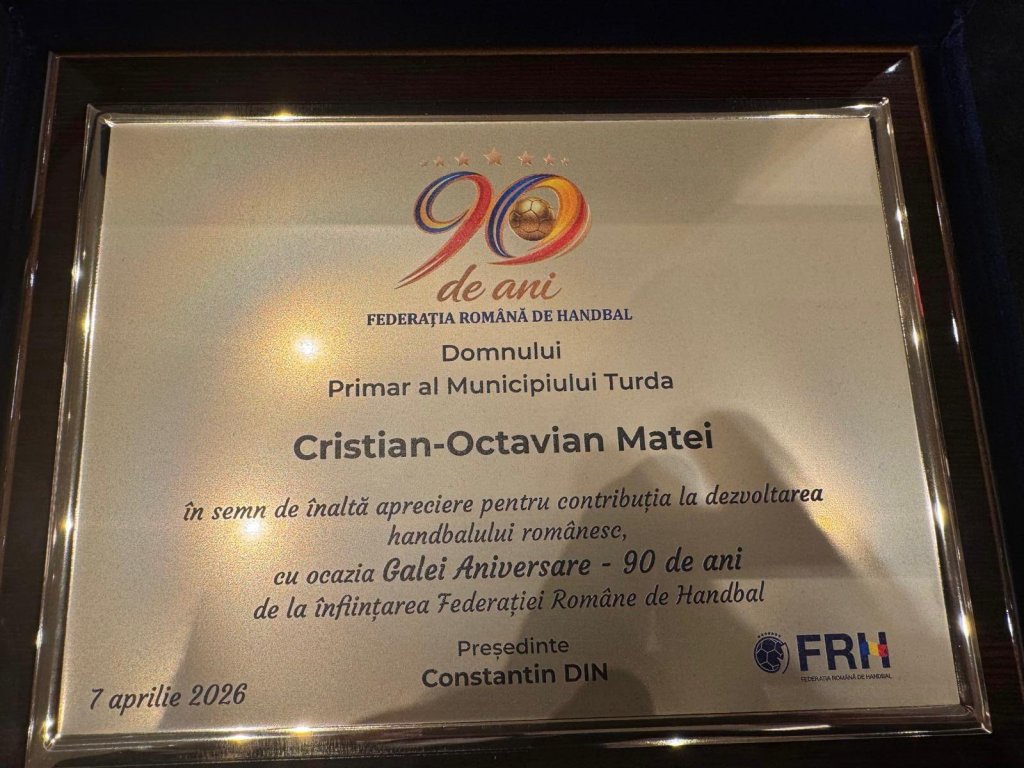 90
de ani
FEDERAȚIA ROMÂNĂ DE HANDBAL
Domnului
Primar al Municipiului Turda
Cristian-Octavian Matei
în semn de înaltă apreciere pentru contribuția la dezvoltarea
handbalului românesc,
cu ocazia Galei Aniversare - 90 de ani
de la înființarea Federației Române de Handbal
Președinte
Constantin DIN
7 aprilie 2026
FRH
FEDERAȚIA ROMÂNĂ DE HANDBAL